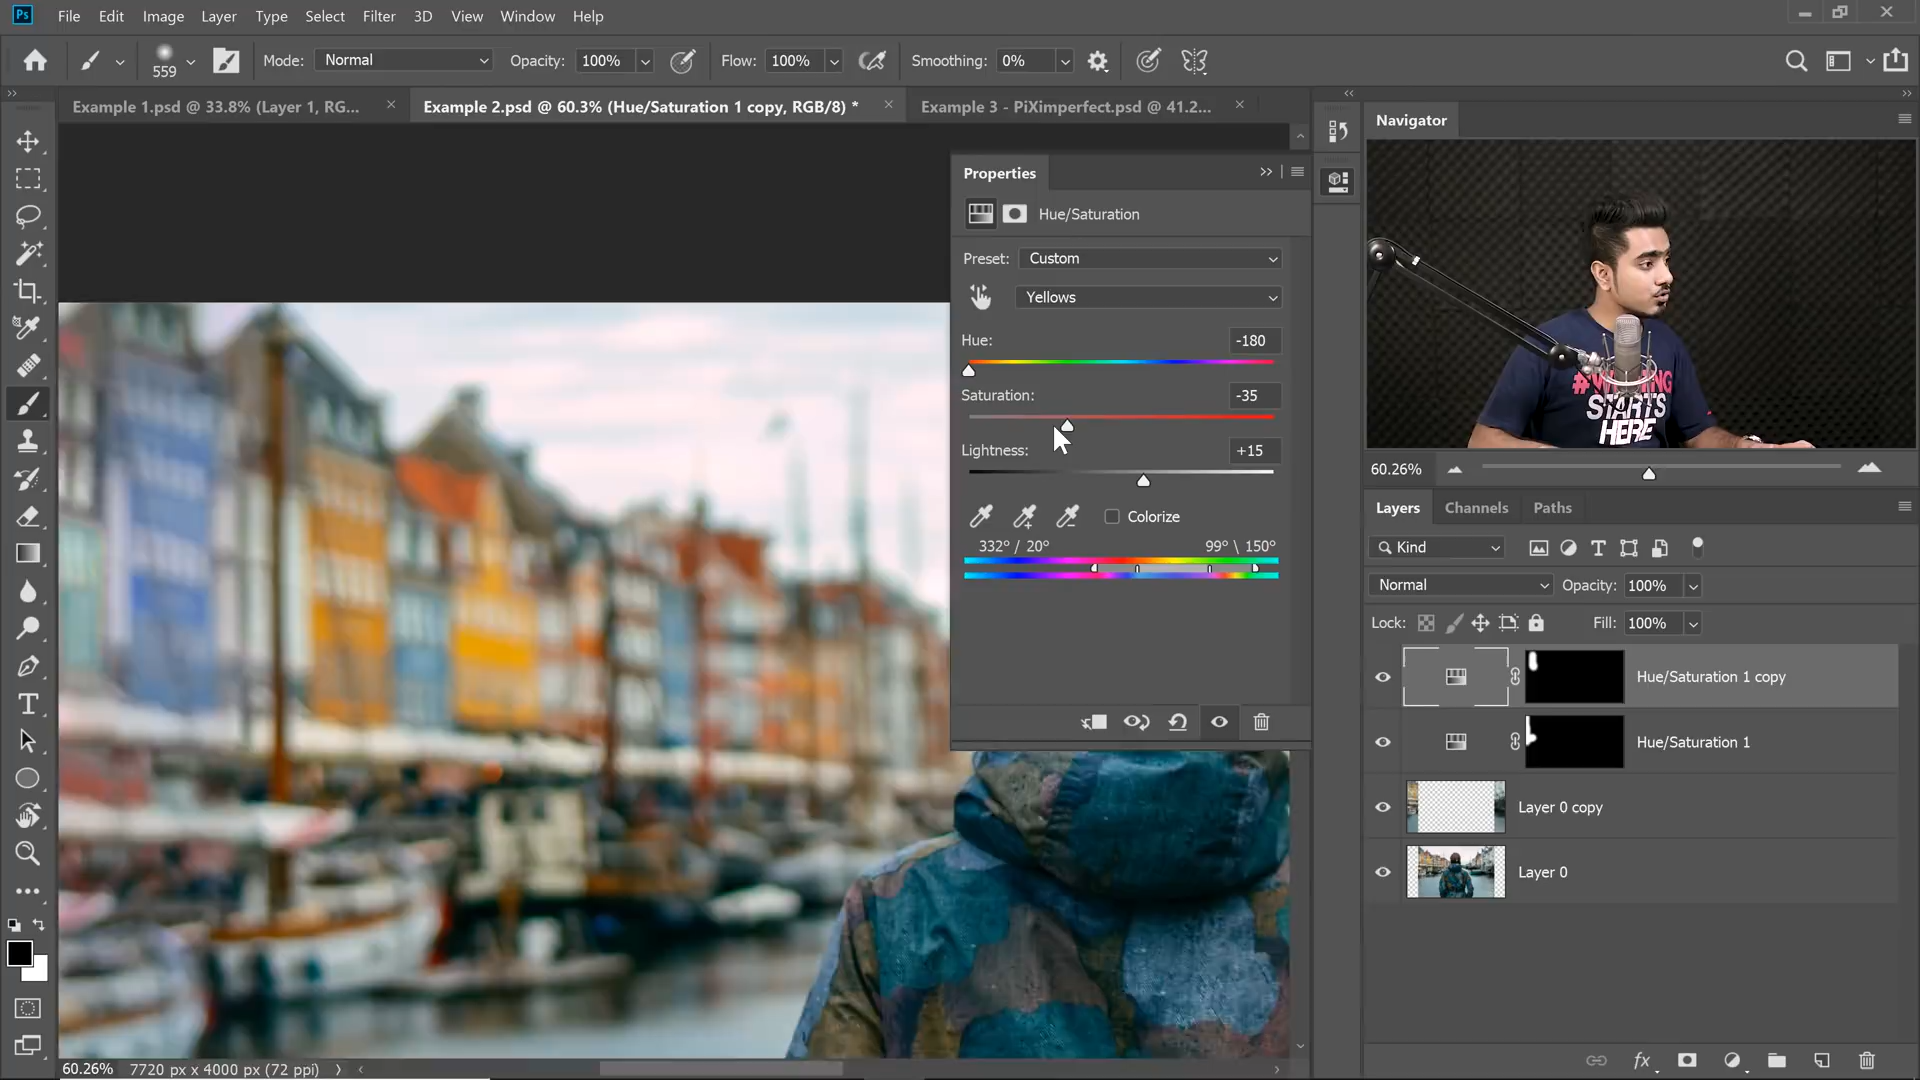 Ps File Edit Image Layer Type Select Filter 3D View Window Help
559 Mode: Normal Opacity: 100% Flow: 100% Smoothing: 0%
Example 1.psd @ 33.8% (Layer 1, RG...
Example 2.psd @ 60.3% (Hue/Saturation 1 copy, RGB/8) *
Example 3 - PiXimperfect.psd @ 41.2...
Properties
Hue/Saturation
Preset: Custom
Yellows
Hue: -180
Saturation: -35
Lightness: +15
Colorize
332° / 20° 99° \ 150°
60.26% 7720 px x 4000 px (72 ppi)
Navigator
STARTS
HERE
60.26%
Layers Channels Paths
Kind
Normal Opacity: 100%
Lock: Fill: 100%
Hue/Saturation 1 copy
Hue/Saturation 1
Layer 0 copy
Layer 0
fx